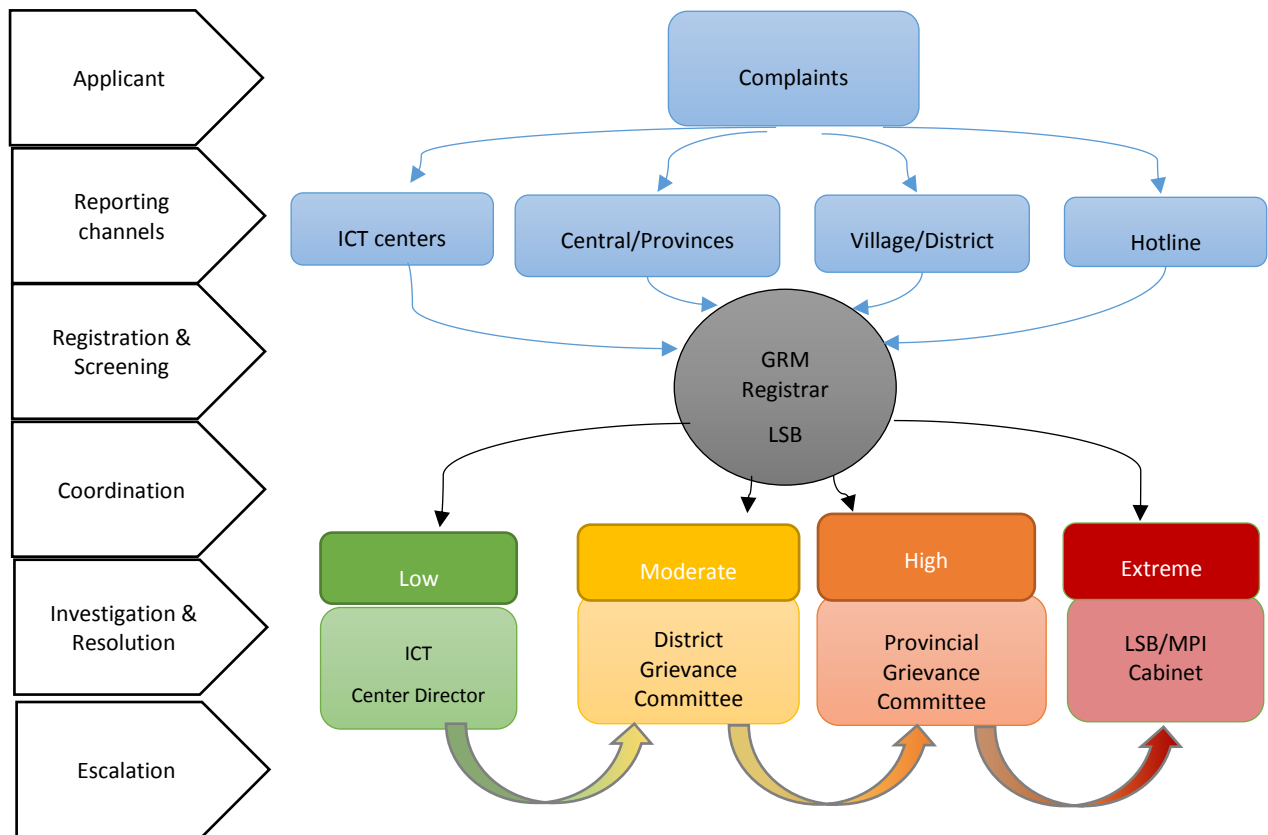 Applicant
Complaints
Reporting
channels
ICT centers
Central/Provinces
Village/District
Hotline
Registration &
Screening
GRM
Registrar
LSB
Coordination
Low
Moderate
High
Extreme
Investigation &
Resolution
ICT
Center Director
District
Grievance
Committee
Provincial
Grievance
Committee
LSB/MPI
Cabinet
Escalation